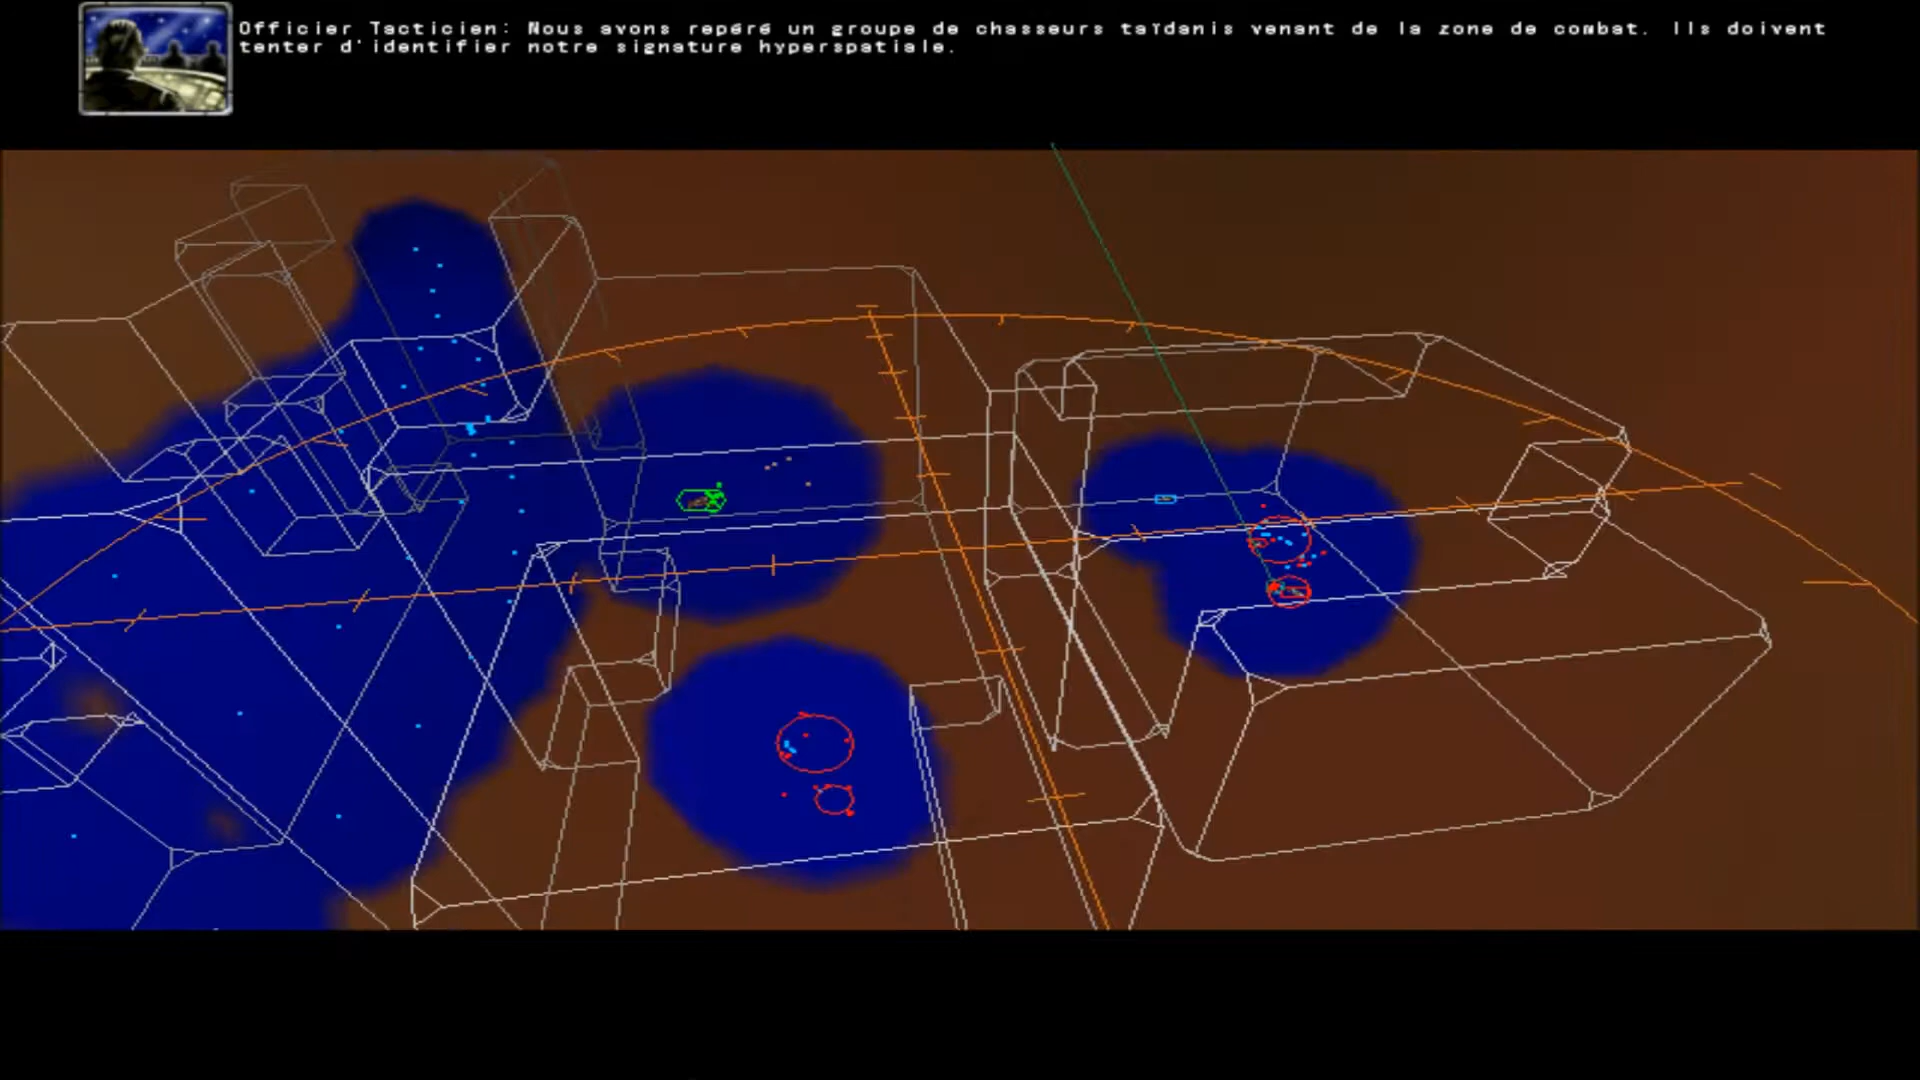 Officier Tacticien: Nous avons repéré un groupe de chasseurs taïdanis venant de la zone de combat. Ils doivent
tenter d'identifier notre signature hyperspatiale.